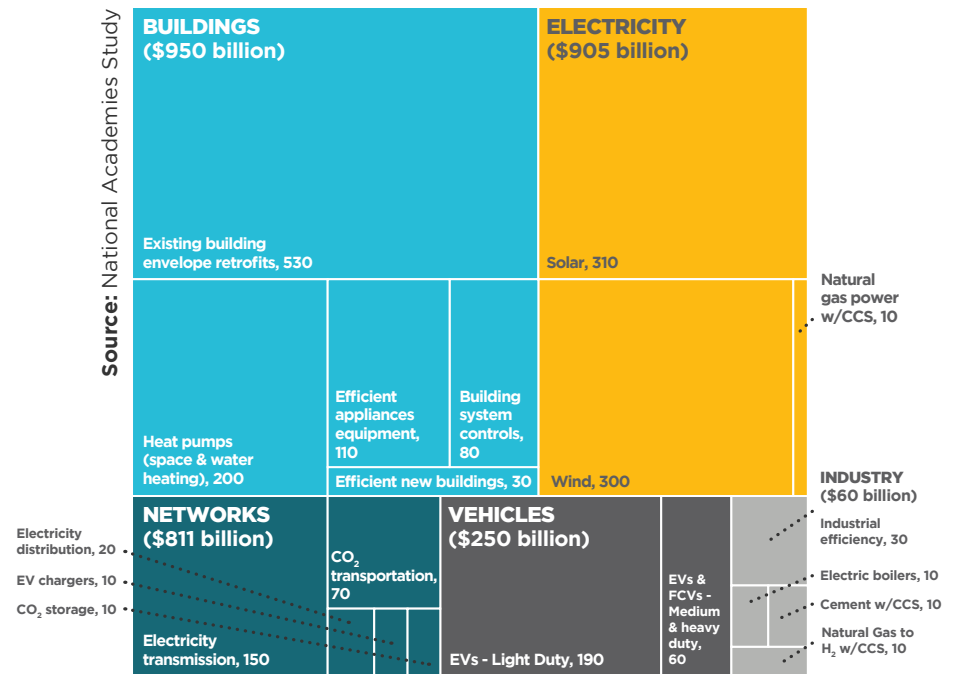 Source: National Academies Study
BUILDINGS
($950 billion)
Existing building
envelope retrofits, 530
Heat pumps
(space & water
heating), 200
Efficient
appliances
equipment,
110
Building
system
controls,
80
Efficient new buildings, 30
ELECTRICITY
($905 billion)
Solar, 310
Wind, 300
Natural
gas power
w/CCS, 10
NETWORKS
($811 billion)
Electricity
transmission, 150
CO₂
transportation,
70
Electricity
distribution, 20
EV chargers, 10
CO₂ storage, 10
VEHICLES
($250 billion)
EVs - Light Duty, 190
EVs &
FCVs -
Medium
& heavy
duty,
60
INDUSTRY
($60 billion)
Industrial
efficiency, 30
Electric boilers, 10
Cement w/CCS, 10
Natural Gas to
H₂ w/CCS, 10